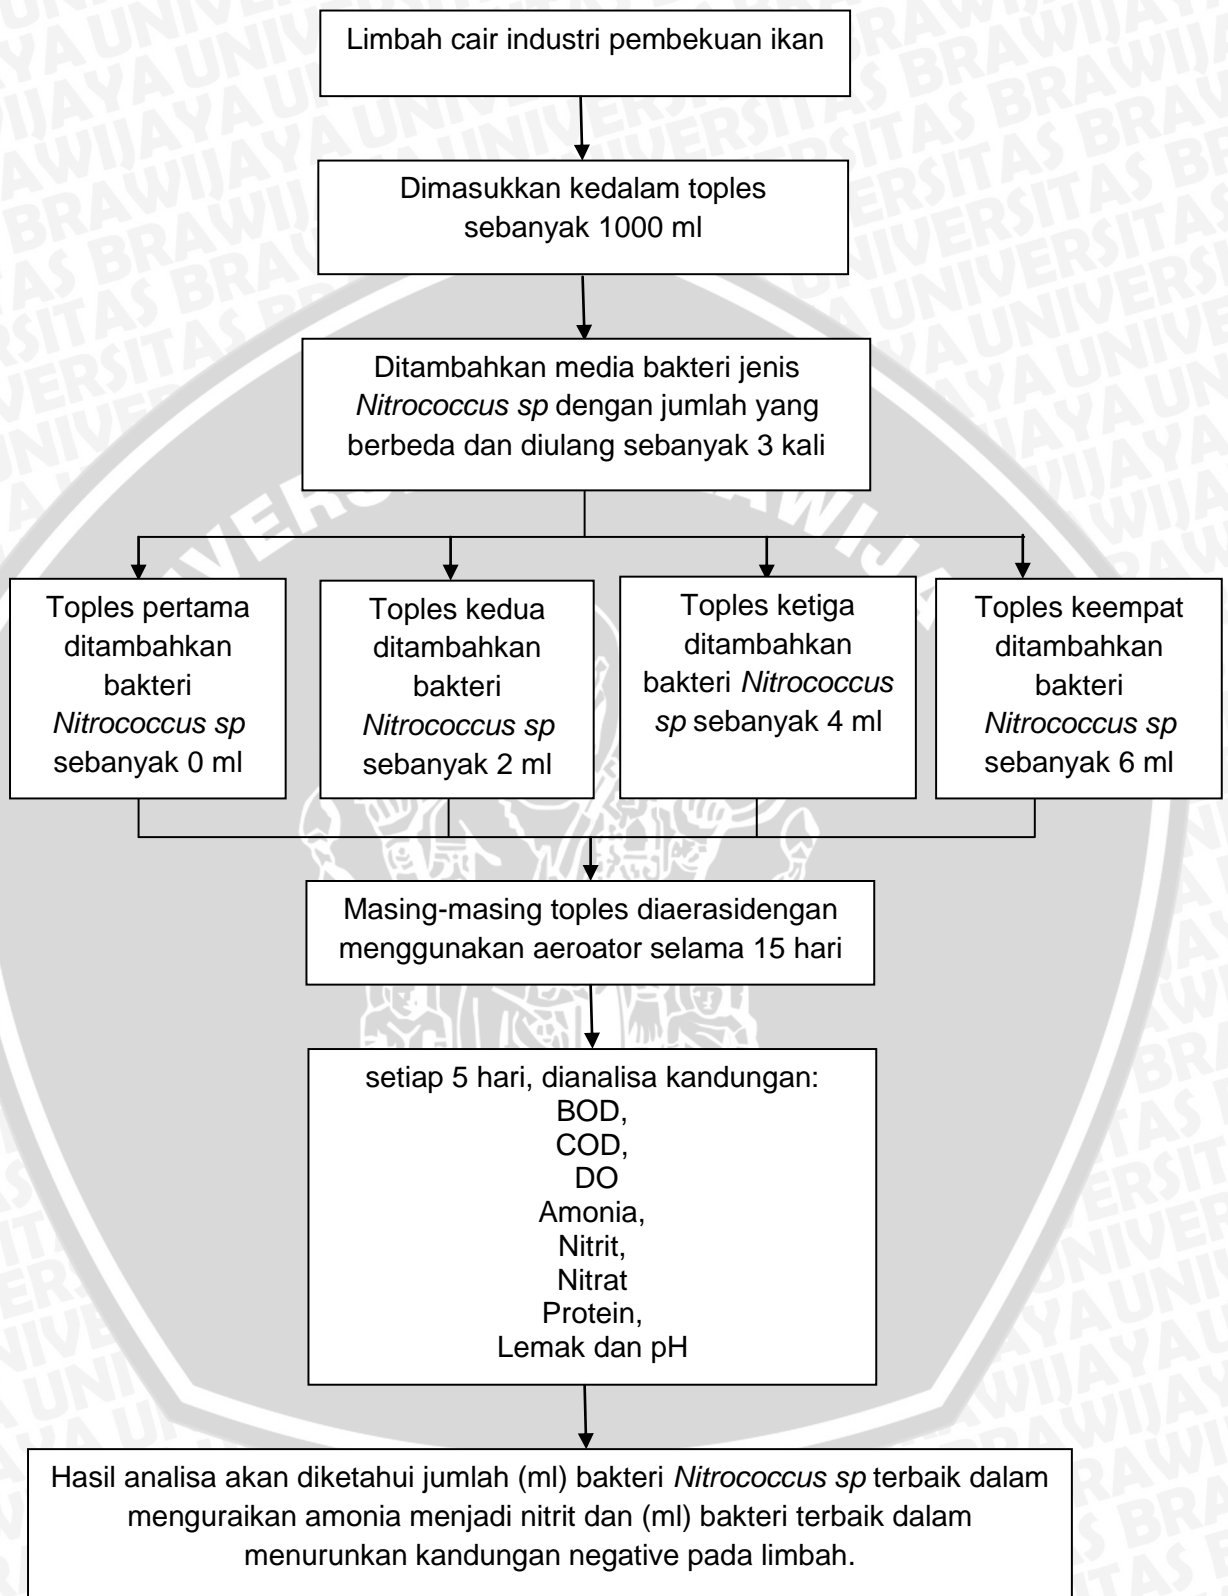 Limbah cair industri pembekuan ikan
Dimasukkan kedalam toples
sebanyak 1000 ml
Ditambahkan media bakteri jenis
Nitrococcus sp dengan jumlah yang
berbeda dan diulang sebanyak 3 kali
Toples pertama
ditambahkan
bakteri
Nitrococcus sp
sebanyak 0 ml
Toples kedua
ditambahkan
bakteri
Nitrococcus sp
sebanyak 2 ml
Toples ketiga
ditambahkan
bakteri Nitrococcus
sp sebanyak 4 ml
Toples keempat
ditambahkan
bakteri
Nitrococcus sp
sebanyak 6 ml
Masing-masing toples diaerasidengan
menggunakan aeroator selama 15 hari
setiap 5 hari, dianalisa kandungan:
BOD,
COD,
DO
Amonia,
Nitrit,
Nitrat
Protein,
Lemak dan pH
Hasil analisa akan diketahui jumlah (ml) bakteri Nitrococcus sp terbaik dalam
menguraikan amonia menjadi nitrit dan (ml) bakteri terbaik dalam
menurunkan kandungan negative pada limbah.